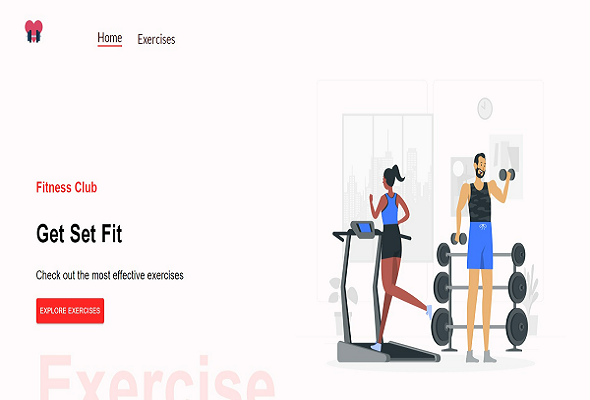 Home
Exercises
Fitness Club
Get Set Fit
Check out the most effective exercises
EXPLORE EXERCISES
Exercise